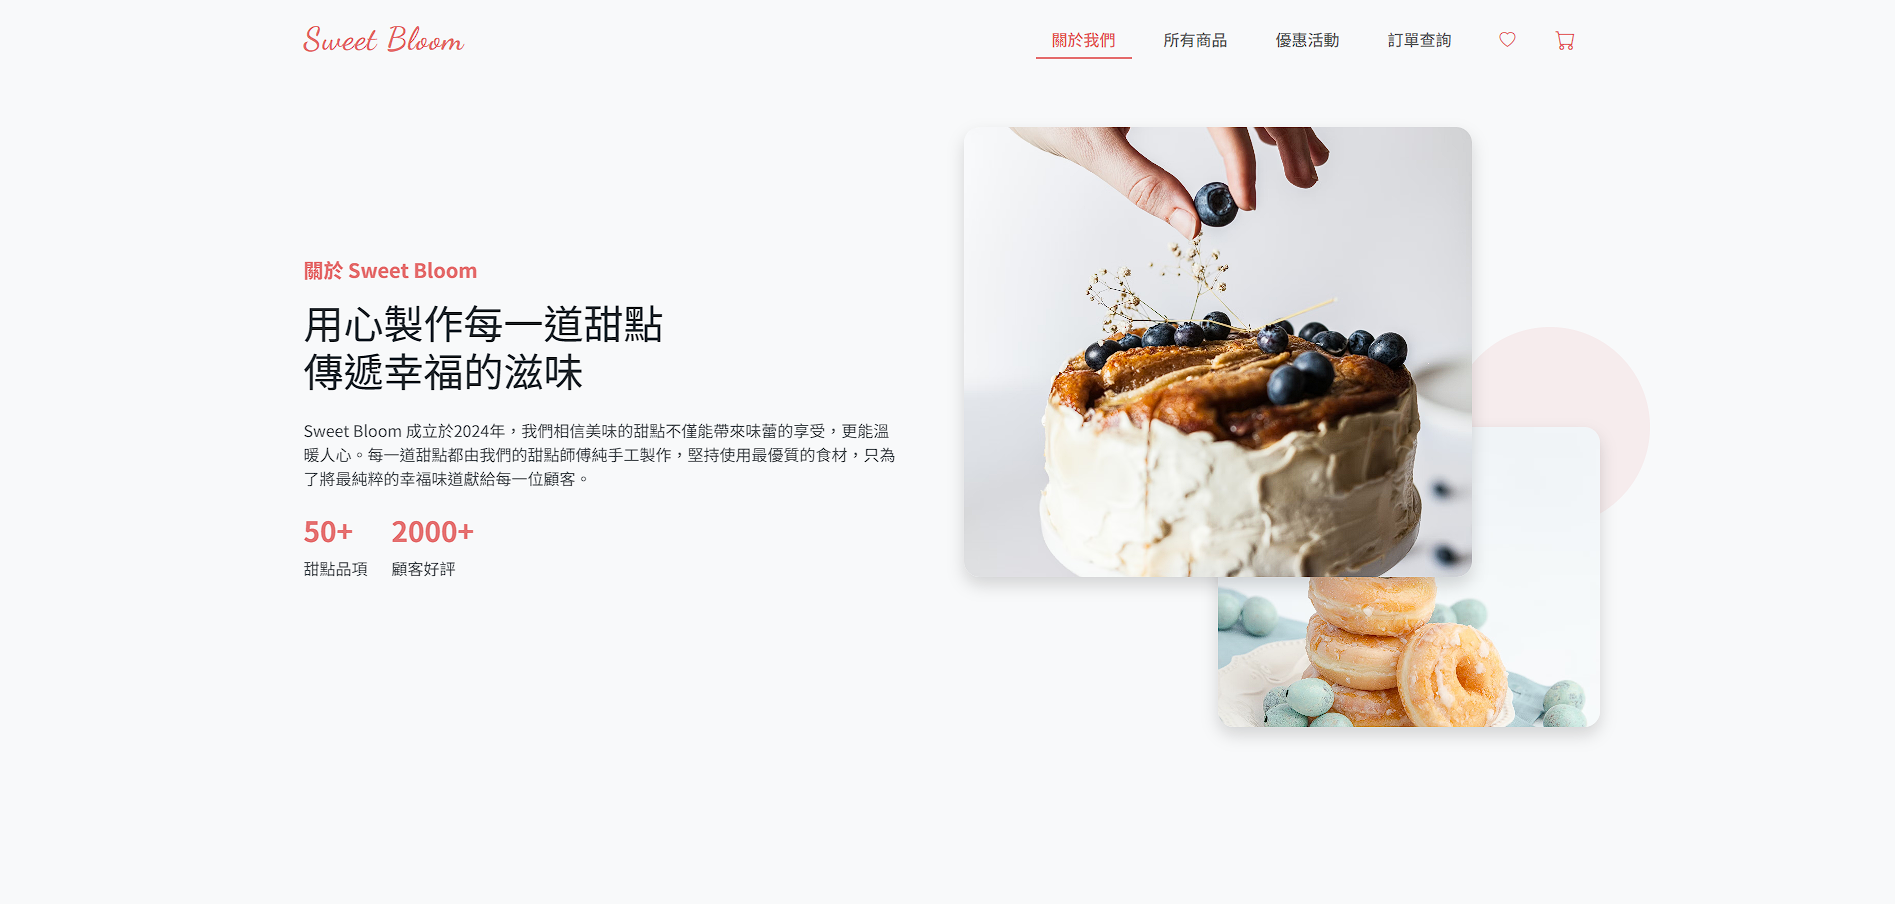 Sweet Bloom
關於我們
所有商品
優惠活動
訂單查詢
關於 Sweet Bloom
用心製作每一道甜點
傳遞幸福的滋味
Sweet Bloom 成立於2024年，我們相信美味的甜點不僅能帶來味蕾的享受，更能溫
暖人心。每一道甜點都由我們的甜點師傅純手工製作，堅持使用最優質的食材，只為
了將最純粹的幸福味道獻給每一位顧客。
50+
2000+
甜點品項
顧客好評